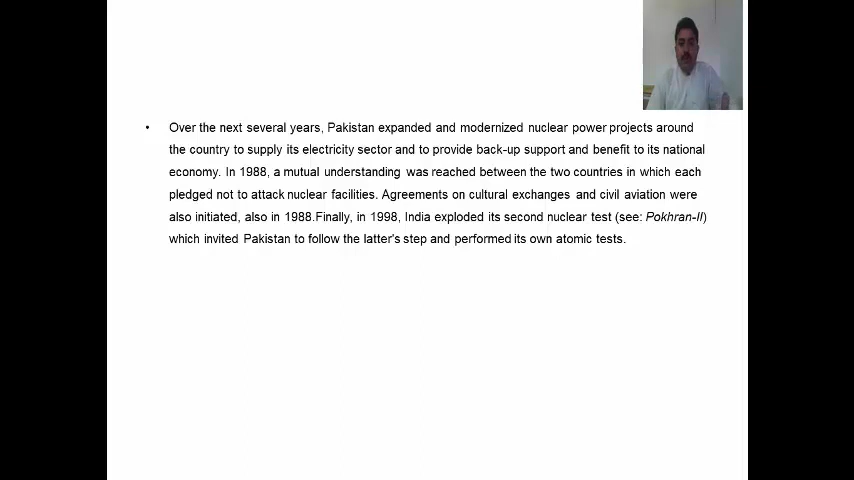 • Over the next several years, Pakistan expanded and modernized nuclear power projects around
the country to supply its electricity sector and to provide back-up support and benefit to its national
economy. In 1988, a mutual understanding was reached between the two countries in which each
pledged not to attack nuclear facilities. Agreements on cultural exchanges and civil aviation were
also initiated, also in 1988.Finally, in 1998, India exploded its second nuclear test (see: Pokhran-II)
which invited Pakistan to follow the latter's step and performed its own atomic tests.